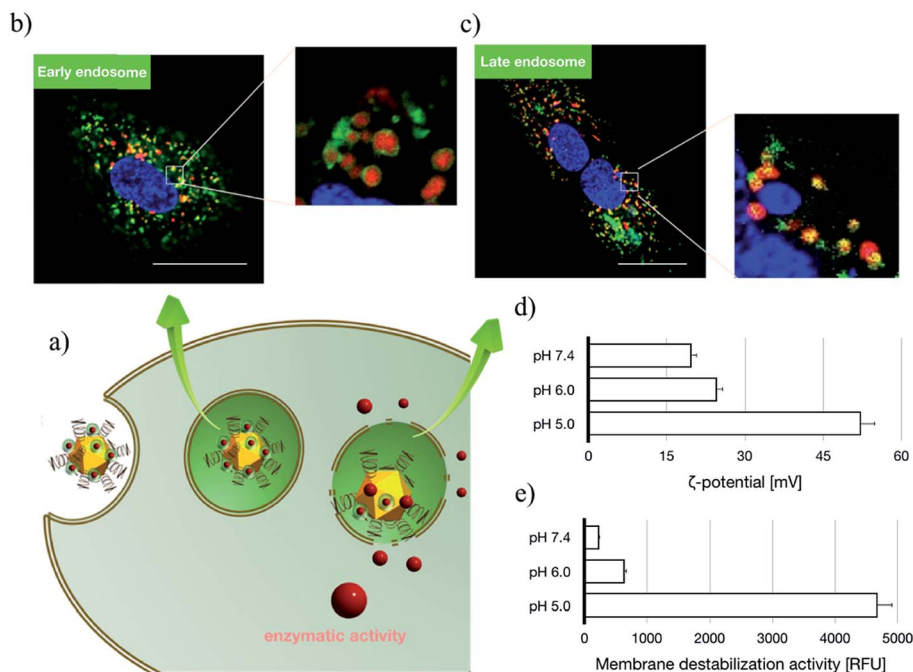 b)
Early endosome
c)
Late endosome
a)
enzymatic activity
d)
pH 7.4
pH 6.0
pH 5.0
0 15 30 45 60
ζ-potential [mV]
e)
pH 7.4
pH 6.0
pH 5.0
0 1000 2000 3000 4000 5000
Membrane destabilization activity [RFU]